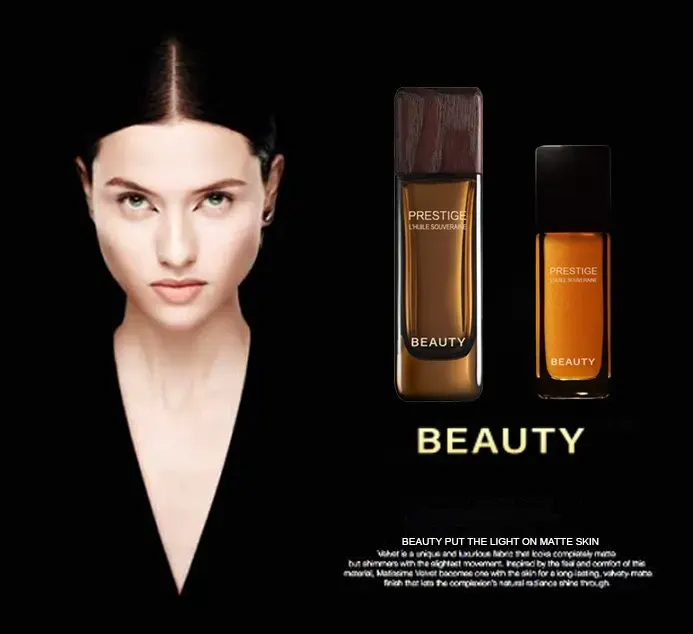 PRESTIGE
L'HUILE SOUVERAINE
BEAUTY
PRESTIGE
L'HUILE SOUVERAINE
BEAUTY
BEAUTY
BEAUTY PUT THE LIGHT ON MATTE SKIN
Velvet is a unique and luxurious fabric that looks completely matte
but shimmers with the slightest movement. Inspired by the feel and comfort of this
material, Matissime Velvet becomes one with the skin for a long-lasting, velvety-matte
finish that lets the complexion's natural radiance shine through.